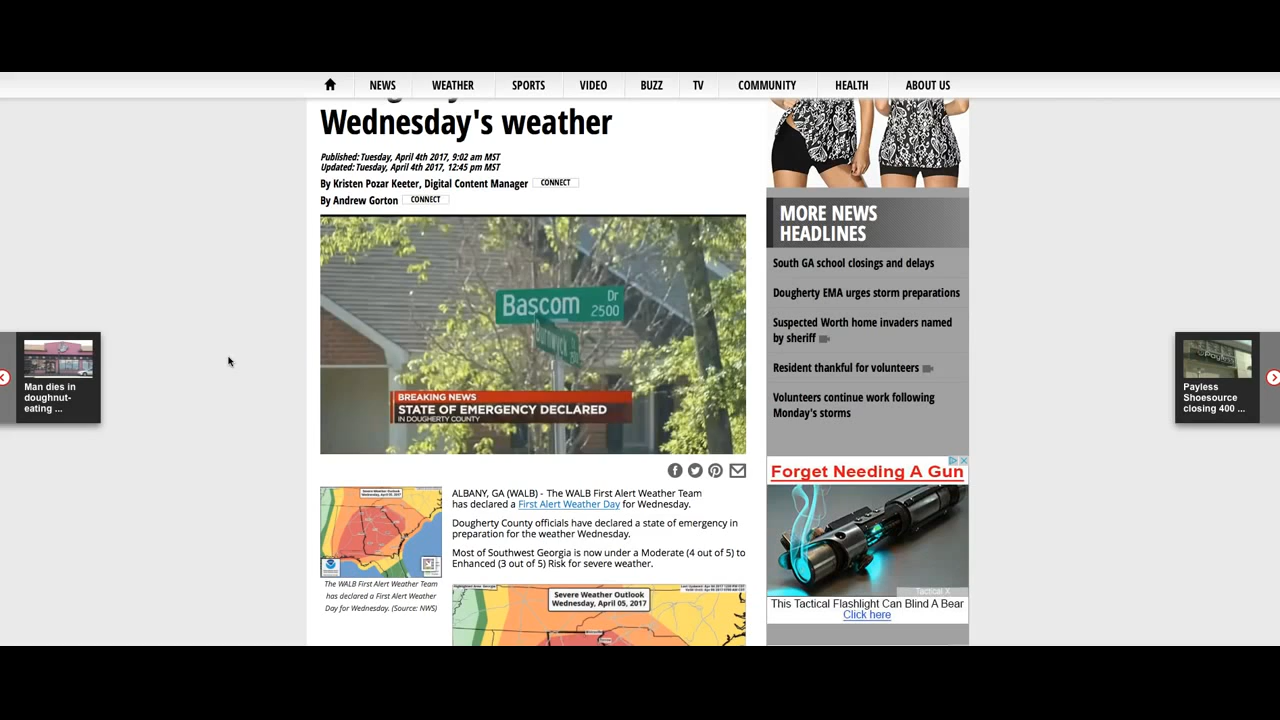 NEWS WEATHER SPORTS VIDEO BUZZ TV COMMUNITY HEALTH ABOUT US
Wednesday's weather
Published: Tuesday, April 4th 2017, 9:02 am MST
Updated: Tuesday, April 4th 2017, 12:45 pm MST
By Kristen Pozar Keeter, Digital Content Manager CONNECT
By Andrew Gorton CONNECT
Bascom Dr
2500
BREAKING NEWS
STATE OF EMERGENCY DECLARED
IN DOUGHERTY COUNTY
Severe Weather Outlook
Wednesday, April 05, 2017
The WALB First Alert Weather Team
has declared a First Alert Weather
Day for Wednesday. (Source: NWS)
ALBANY, GA (WALB) - The WALB First Alert Weather Team
has declared a First Alert Weather Day for Wednesday.
Dougherty County officials have declared a state of emergency in
preparation for the weather Wednesday.
Most of Southwest Georgia is now under a Moderate (4 out of 5) to
Enhanced (3 out of 5) Risk for severe weather.
Severe Weather Outlook
Wednesday, April 05, 2017
MORE NEWS
HEADLINES
South GA school closings and delays
Dougherty EMA urges storm preparations
Suspected Worth home invaders named
by sheriff
Resident thankful for volunteers
Volunteers continue work following
Monday's storms
Forget Needing A Gun
Tactical X
This Tactical Flashlight Can Blind A Bear
Click here
Man dies in
doughnut-
eating ...
Payless
Shoesource
closing 400 ...